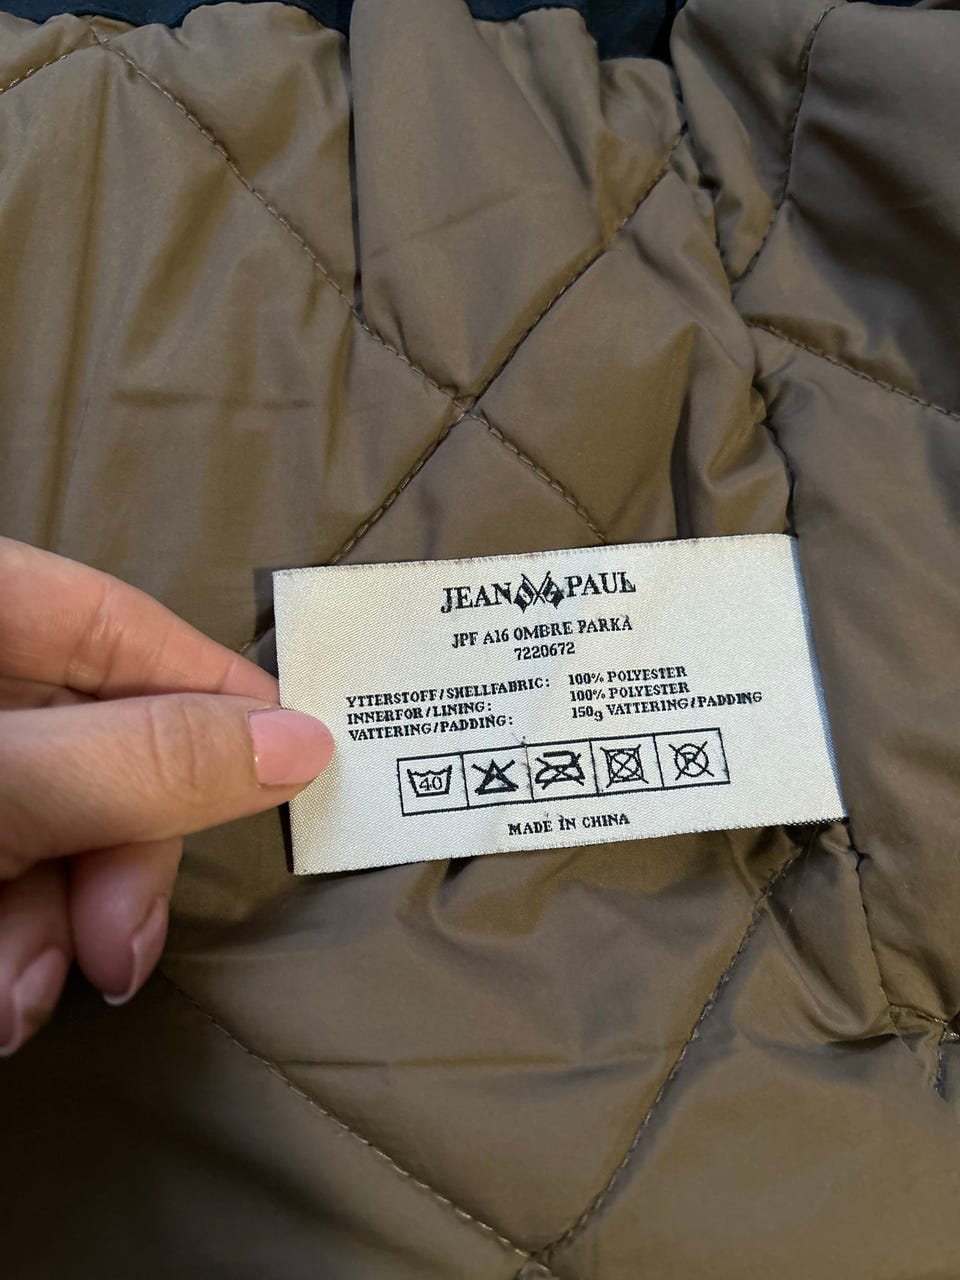 JEAN PAUL
JPF A16 OMBRE PARKA
7220672
YTTERSTOFF/SHELLFABRIC: 100% POLYESTER
INNERFOR/LINING: 100% POLYESTER
VATTERING/PADDING: 150g VATTERING/PADDING
40
MADE IN CHINA